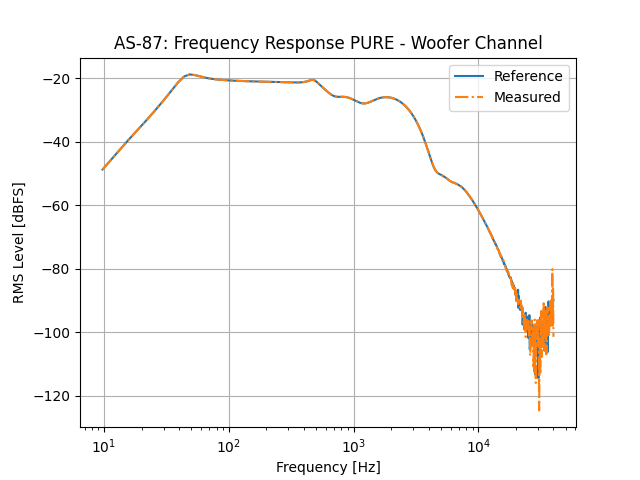 AS-87: Frequency Response PURE - Woofer Channel
Reference
Measured
RMS Level [dBFS]
−20
−40
−60
−80
−100
−120
10¹
10²
10³
10⁴
Frequency [Hz]